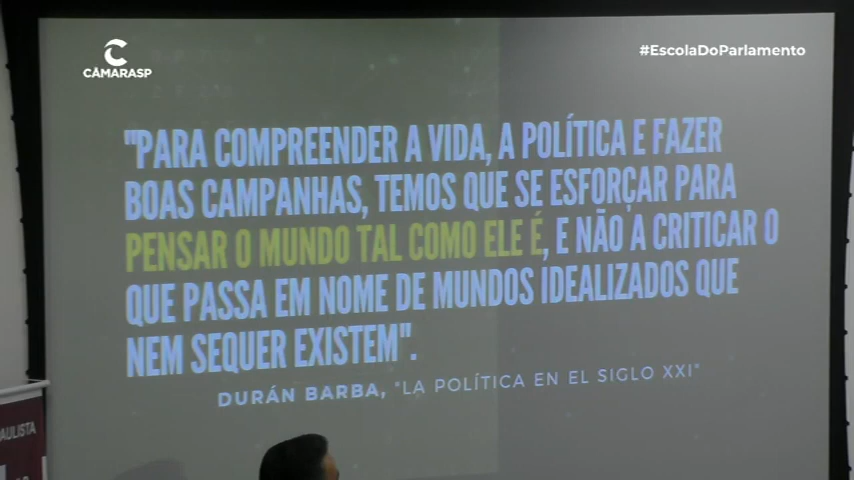 CÂMARASP
#EscolaDoParlamento
"PARA COMPREENDER A VIDA, A POLÍTICA E FAZER
BOAS CAMPANHAS, TEMOS QUE SE ESFORÇAR PARA
PENSAR O MUNDO TAL COMO ELE É, E NÃO A CRITICAR O
QUE PASSA EM NOME DE MUNDOS IDEALIZADOS QUE
NEM SEQUER EXISTEM".
DURÁN BARBA, "LA POLÍTICA EN EL SIGLO XXI"
AULISTA